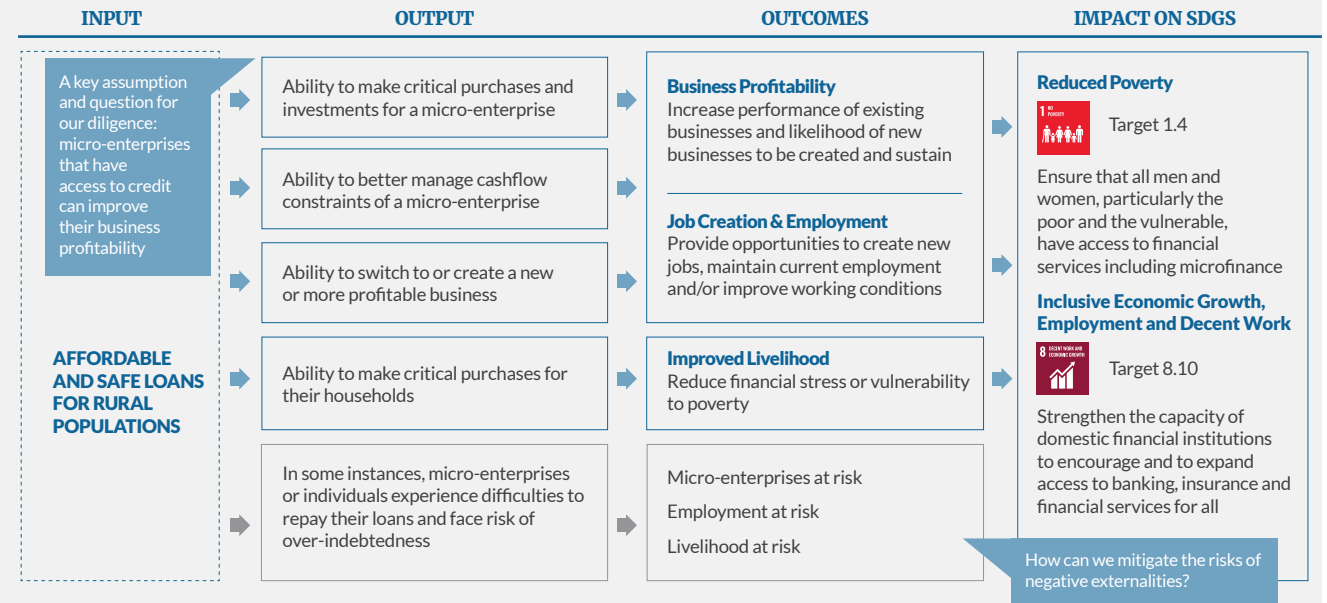 INPUT
OUTPUT
OUTCOMES
IMPACT ON SDGS
A key assumption
and question for
our diligence:
micro-enterprises
that have
access to credit
can improve
their business
profitability
AFFORDABLE
AND SAFE LOANS
FOR RURAL
POPULATIONS
Ability to make critical purchases and
investments for a micro-enterprise
Ability to better manage cashflow
constraints of a micro-enterprise
Ability to switch to or create a new
or more profitable business
Ability to make critical purchases for
their households
In some instances, micro-enterprises
or individuals experience difficulties to
repay their loans and face risk of
over-indebtedness
Business Profitability
Increase performance of existing
businesses and likelihood of new
businesses to be created and sustain
Job Creation & Employment
Provide opportunities to create new
jobs, maintain current employment
and/or improve working conditions
Improved Livelihood
Reduce financial stress or vulnerability
to poverty
Micro-enterprises at risk
Employment at risk
Livelihood at risk
Reduced Poverty
1 NO
POVERTY
Target 1.4
Ensure that all men and
women, particularly the
poor and the vulnerable,
have access to financial
services including microfinance
Inclusive Economic Growth,
Employment and Decent Work
8 DECENT WORK AND
ECONOMIC GROWTH
Target 8.10
Strengthen the capacity of
domestic financial institutions
to encourage and to expand
access to banking, insurance and
financial services for all
How can we mitigate the risks of
negative externalities?